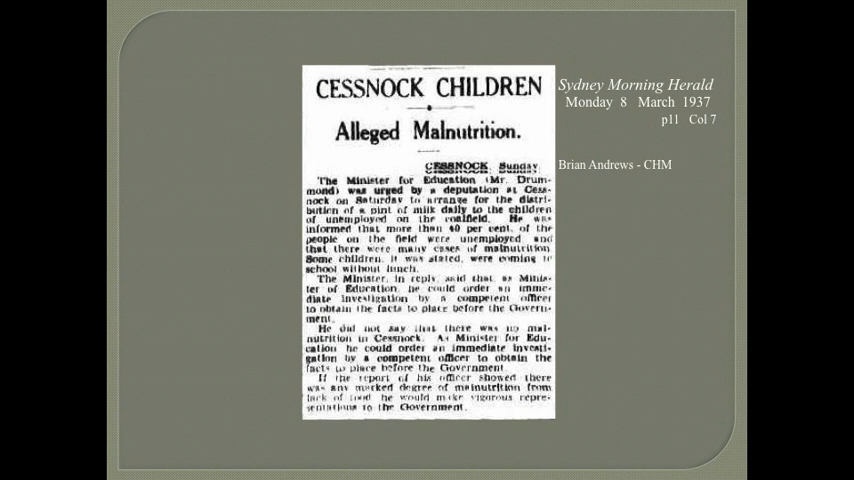 CESSNOCK CHILDREN
Alleged Malnutrition.
CESSNOCK, Sunday.
The Minister for Education (Mr. Drum-
mond) was urged by a deputation at Cess-
nock on Saturday to arrange for the distri-
bution of a pint of milk daily to the children
of unemployed on the coalfield. He was
informed that more than 40 per cent. of the
people on the field were unemployed, and
that there were many cases of malnutrition.
Some children, it was stated, were coming to
school without lunch.
The Minister, in reply, said that, as Minis-
ter of Education, he could order an imme-
diate investigation by a competent officer
to obtain the facts to place before the Govern-
ment.
He did not say that there was no mal-
nutrition in Cessnock. As Minister for Edu-
cation he could order an immediate investi-
gation by a competent officer to obtain the
facts to place before the Government.
If the report of his officer showed there
was any marked degree of malnutrition from
lack of food, he would make vigorous repre-
sentations to the Government.
Sydney Morning Herald
Monday 8 March 1937
p11 Col 7
Brian Andrews - CHM